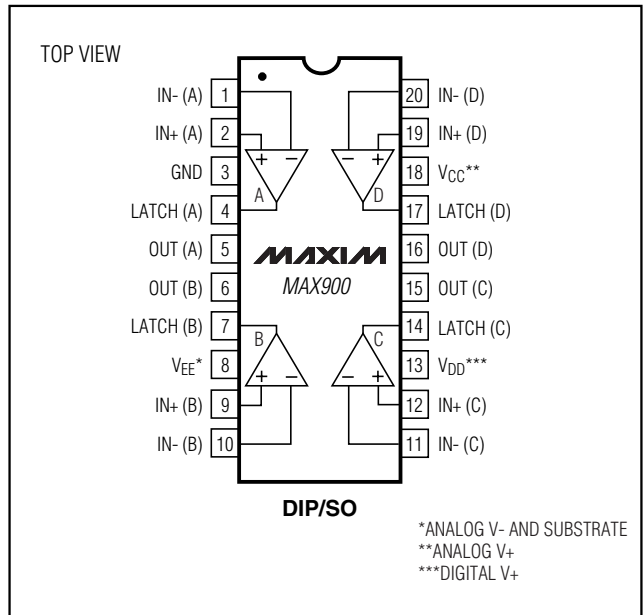 TOP VIEW
IN- (A) 1
IN+ (A) 2
GND 3
LATCH (A) 4
OUT (A) 5
OUT (B) 6
LATCH (B) 7
VEE* 8
IN+ (B) 9
IN- (B) 10
+ −
A
+ −
B
MAXIM
MAX900
− +
D
− +
C
20 IN- (D)
19 IN+ (D)
18 VCC**
17 LATCH (D)
16 OUT (D)
15 OUT (C)
14 LATCH (C)
13 VDD***
12 IN+ (C)
11 IN- (C)
DIP/SO
*ANALOG V- AND SUBSTRATE
**ANALOG V+
***DIGITAL V+